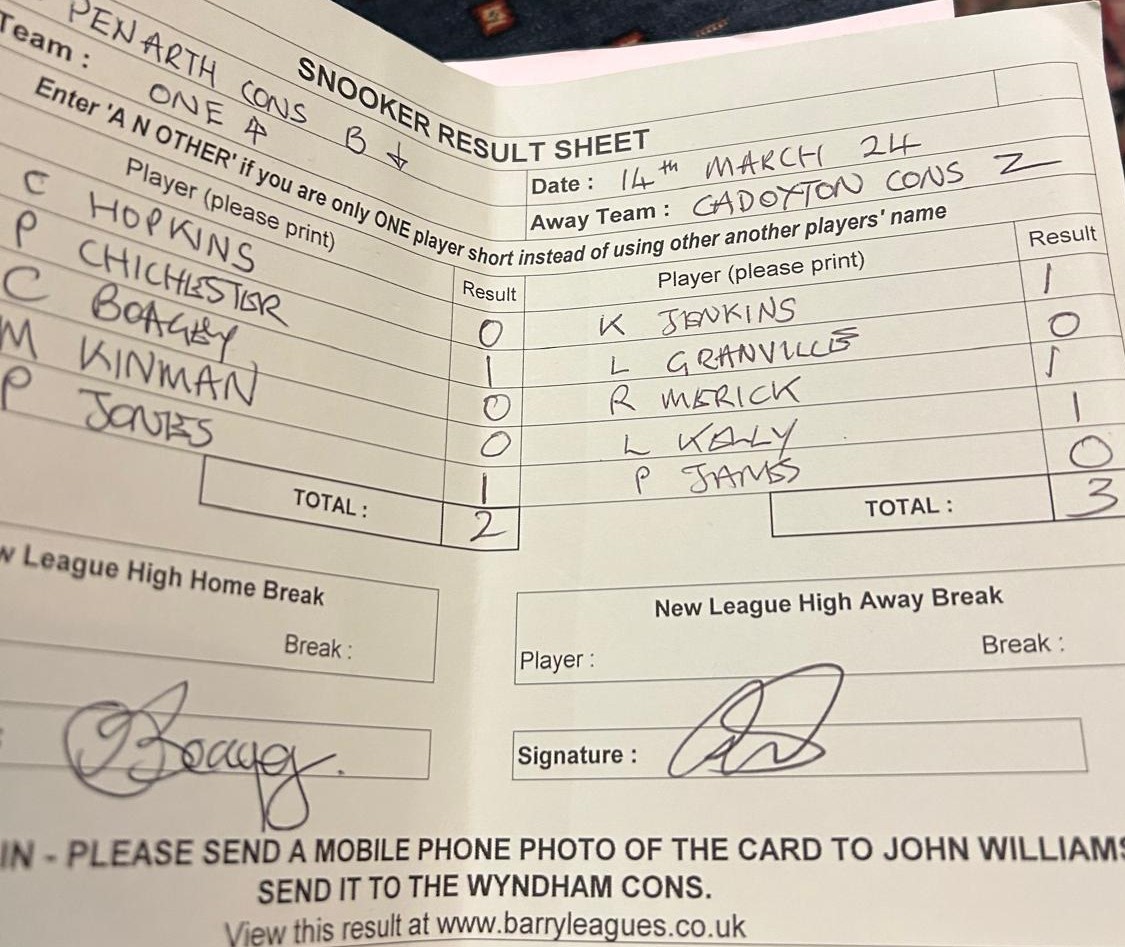 PENARTH CONS B ↓
SNOOKER RESULT SHEET
Team : ONE ↑
Date : 14th MARCH 24
Away Team : CADOXTON CONS Z
Enter 'A N OTHER' if you are only ONE player short instead of using other another players' name
Player (please print) Result Player (please print) Result
C HOPKINS 0 K JENKINS 1
P CHICHESTER 1 L GRANVILLE 0
C BOAGEY 0 R MERICK 1
M KINMAN 0 L KELLY 1
P JONES 1 P JAMES 0
TOTAL : 2 TOTAL : 3
w League High Home Break New League High Away Break
Break : Player : Break :
Signature :
IN - PLEASE SEND A MOBILE PHONE PHOTO OF THE CARD TO JOHN WILLIAMS
SEND IT TO THE WYNDHAM CONS.
View this result at www.barryleagues.co.uk